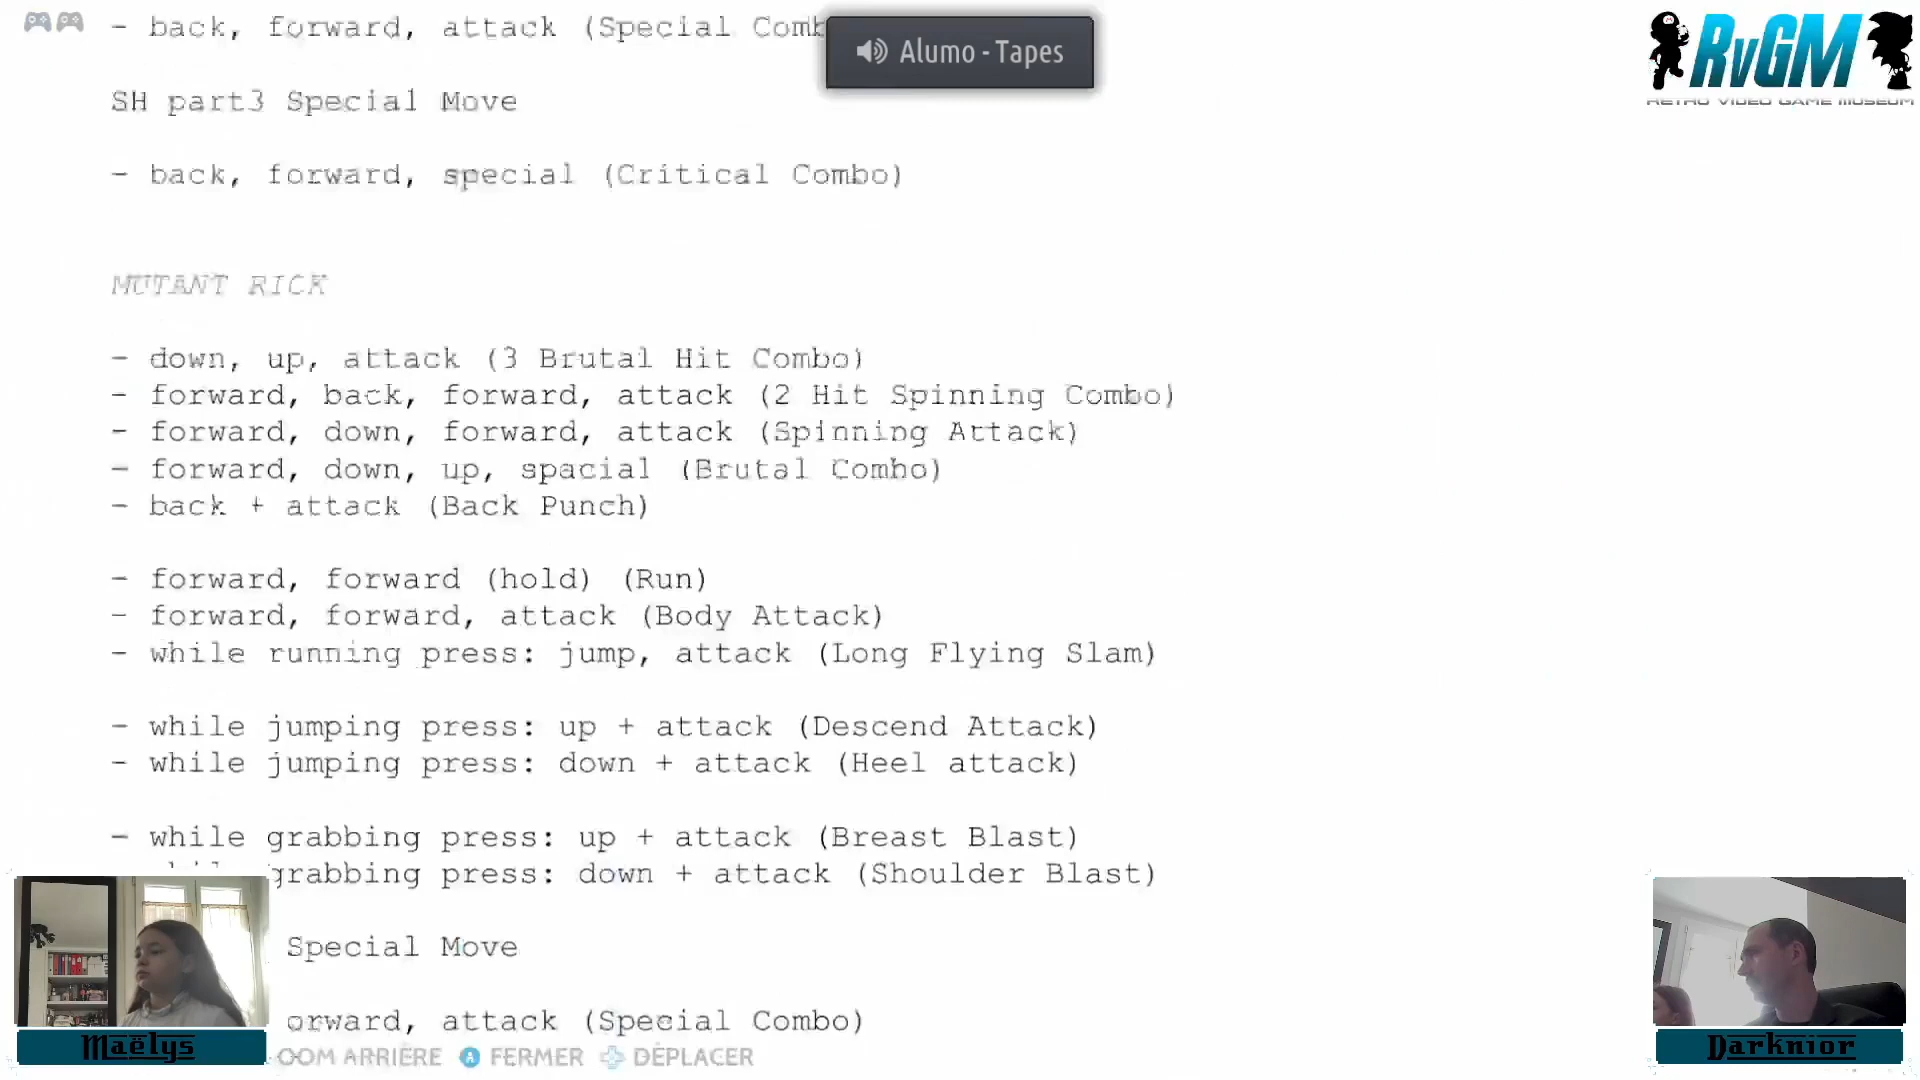 - back, forward, attack (Special Comb
Alumo - Tapes
RvGM
RETRO VIDEO GAME MUSEUM
SH part3 Special Move
- back, forward, special (Critical Combo)
MUTANT RICK
- down, up, attack (3 Brutal Hit Combo)
- forward, back, forward, attack (2 Hit Spinning Combo)
- forward, down, forward, attack (Spinning Attack)
- forward, down, up, spacial (Brutal Combo)
- back + attack (Back Punch)
- forward, forward (hold) (Run)
- forward, forward, attack (Body Attack)
- while running press: jump, attack (Long Flying Slam)
- while jumping press: up + attack (Descend Attack)
- while jumping press: down + attack (Heel attack)
- while grabbing press: up + attack (Breast Blast)
grabbing press: down + attack (Shoulder Blast)
Special Move
orward, attack (Special Combo)
Maëlys
OOM ARRIÈRE A FERMER DÉPLACER
Darknior